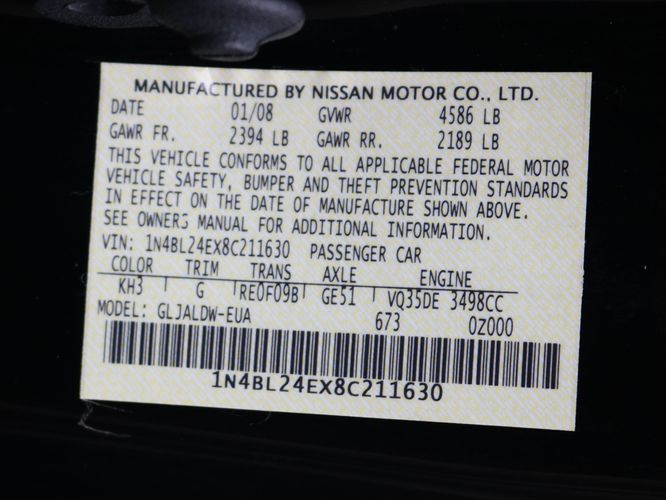 MANUFACTURED BY NISSAN MOTOR CO., LTD.
DATE 01/08 GVWR 4586 LB
GAWR FR. 2394 LB GAWR RR. 2189 LB
THIS VEHICLE CONFORMS TO ALL APPLICABLE FEDERAL MOTOR
VEHICLE SAFETY, BUMPER AND THEFT PREVENTION STANDARDS
IN EFFECT ON THE DATE OF MANUFACTURE SHOWN ABOVE.
SEE OWNERS MANUAL FOR ADDITIONAL INFORMATION.
VIN: 1N4BL24EX8C211630 PASSENGER CAR
COLOR TRIM TRANS AXLE ENGINE
KH3 G RE0F09B GE51 VQ35DE 3498CC
MODEL: GLJALDW-EUA 673 0Z000
1N4BL24EX8C211630